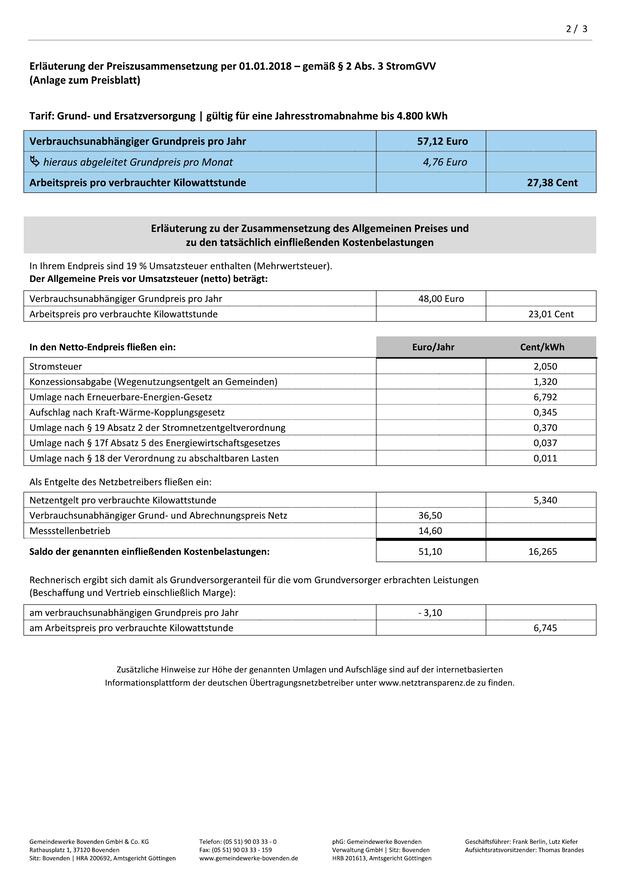 2 / 3
Erläuterung der Preiszusammensetzung per 01.01.2018 – gemäß § 2 Abs. 3 StromGVV
(Anlage zum Preisblatt)
Tarif: Grund- und Ersatzversorgung | gültig für eine Jahresstromabnahme bis 4.800 kWh
Verbrauchsunabhängiger Grundpreis pro Jahr 57,12 Euro
hieraus abgeleitet Grundpreis pro Monat 4,76 Euro
Arbeitspreis pro verbrauchter Kilowattstunde 27,38 Cent
Erläuterung zu der Zusammensetzung des Allgemeinen Preises und
zu den tatsächlich einfließenden Kostenbelastungen
In Ihrem Endpreis sind 19 % Umsatzsteuer enthalten (Mehrwertsteuer).
Der Allgemeine Preis vor Umsatzsteuer (netto) beträgt:
Verbrauchsunabhängiger Grundpreis pro Jahr 48,00 Euro
Arbeitspreis pro verbrauchte Kilowattstunde 23,01 Cent
In den Netto-Endpreis fließen ein: Euro/Jahr Cent/kWh
Stromsteuer 2,050
Konzessionsabgabe (Wegenutzungsentgelt an Gemeinden) 1,320
Umlage nach Erneuerbare-Energien-Gesetz 6,792
Aufschlag nach Kraft-Wärme-Kopplungsgesetz 0,345
Umlage nach § 19 Absatz 2 der Stromnetzentgeltverordnung 0,370
Umlage nach § 17f Absatz 5 des Energiewirtschaftsgesetzes 0,037
Umlage nach § 18 der Verordnung zu abschaltbaren Lasten 0,011
Als Entgelte des Netzbetreibers fließen ein:
Netzentgelt pro verbrauchte Kilowattstunde 5,340
Verbrauchsunabhängiger Grund- und Abrechnungspreis Netz 36,50
Messstellenbetrieb 14,60
Saldo der genannten einfließenden Kostenbelastungen: 51,10 16,265
Rechnerisch ergibt sich damit als Grundversorgeranteil für die vom Grundversorger erbrachten Leistungen
(Beschaffung und Vertrieb einschließlich Marge):
am verbrauchsunabhängigen Grundpreis pro Jahr - 3,10
am Arbeitspreis pro verbrauchte Kilowattstunde 6,745
Zusätzliche Hinweise zur Höhe der genannten Umlagen und Aufschläge sind auf der internetbasierten
Informationsplattform der deutschen Übertragungsnetzbetreiber unter www.netztransparenz.de zu finden.
Gemeindewerke Bovenden GmbH & Co. KG Telefon: (05 51) 90 03 33 - 0 phG: Gemeindewerke Bovenden Geschäftsführer: Frank Berlin, Lutz Kiefer
Rathausplatz 1, 37120 Bovenden Fax: (05 51) 90 03 33 - 159 Verwaltung GmbH | Sitz: Bovenden Aufsichtsratsvorsitzender: Thomas Brandes
Sitz: Bovenden | HRA 200692, Amtsgericht Göttingen www.gemeindewerke-bovenden.de HRB 201613, Amtsgericht Göttingen